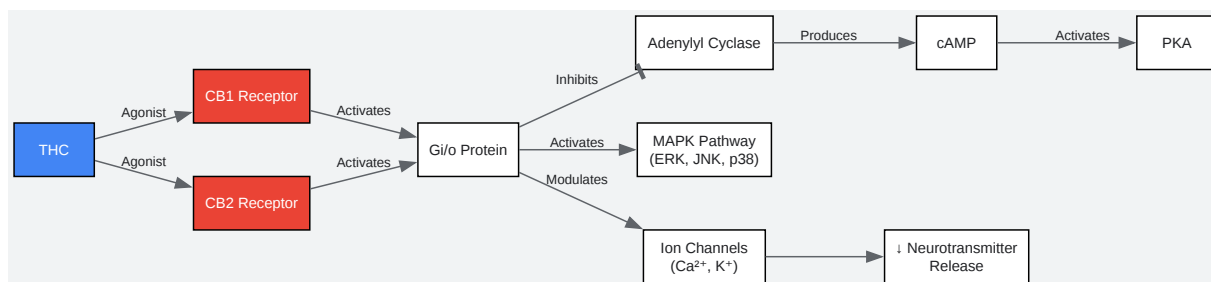 THC
Agonist
Agonist
CB1 Receptor
CB2 Receptor
Activates
Activates
Gi/o Protein
Inhibits
Activates
Modulates
Adenylyl Cyclase
Produces
cAMP
Activates
PKA
MAPK Pathway
(ERK, JNK, p38)
Ion Channels
(Ca²⁺, K⁺)
↓ Neurotransmitter
Release